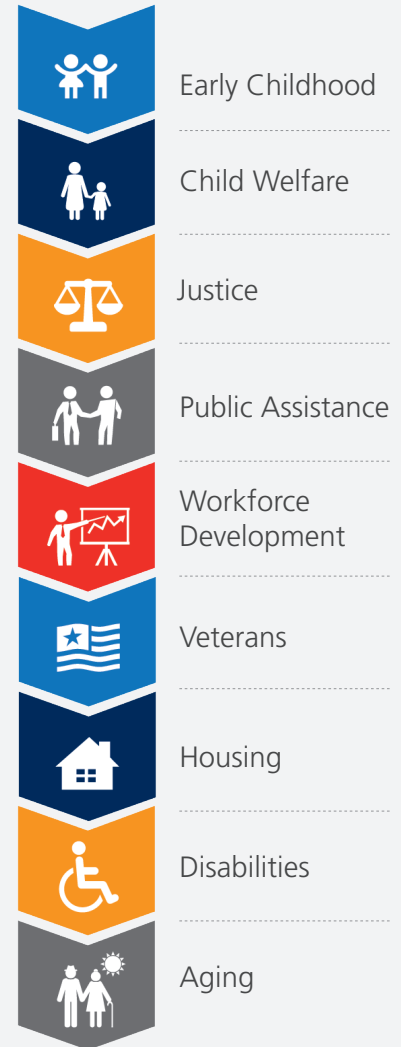 Early Childhood
Child Welfare
Justice
Public Assistance
Workforce
Development
Veterans
Housing
Disabilities
Aging